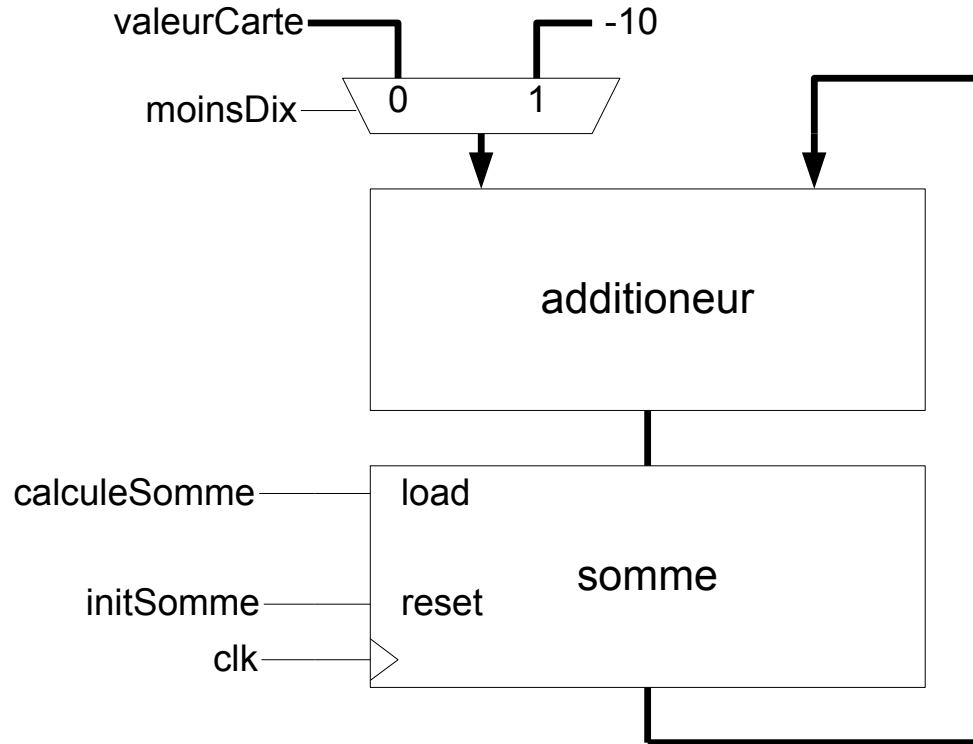 valeurCarte
-10
moinsDix
0
1
additioneur
calculeSomme
load
somme
initSomme
reset
clk